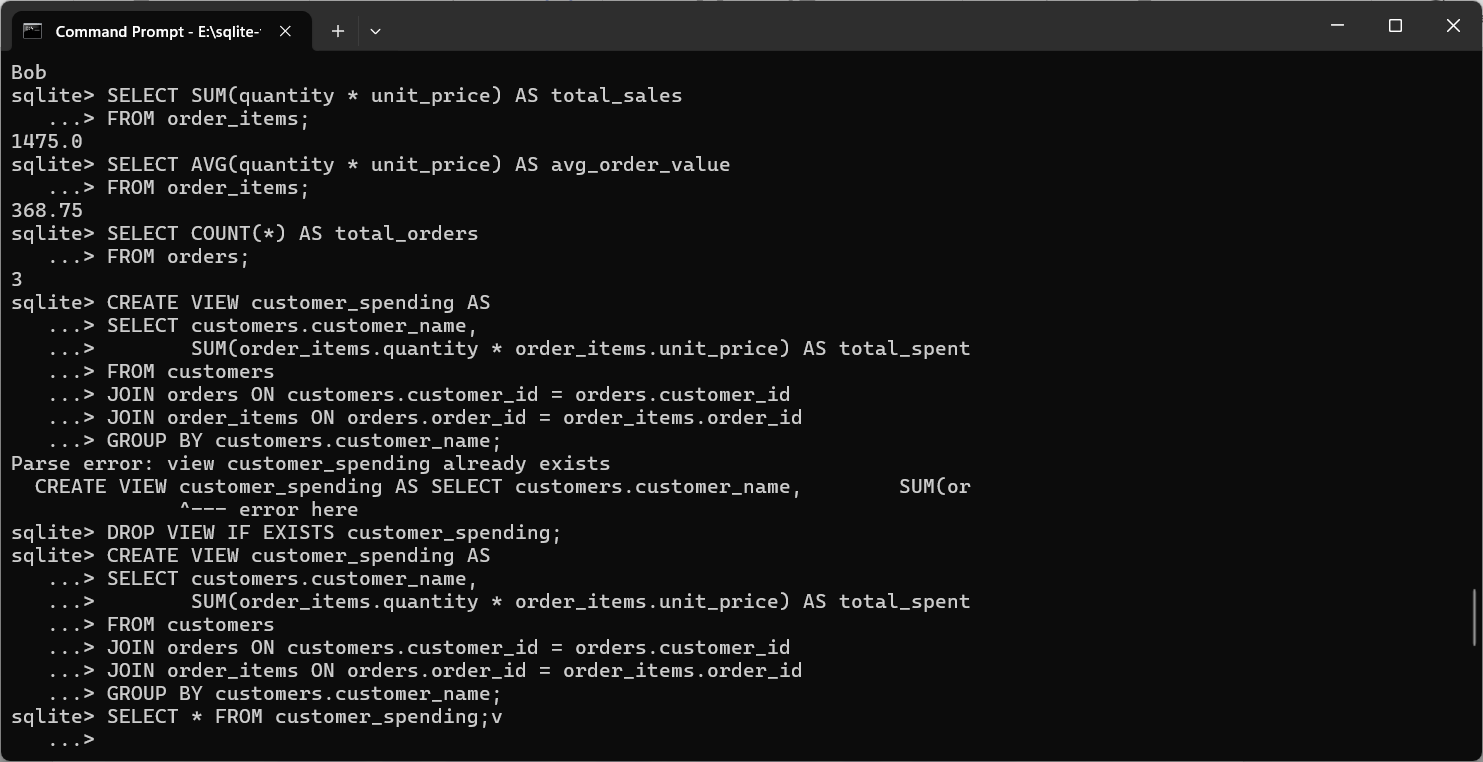 Command Prompt - E:\sqlite-
Bob
sqlite> SELECT SUM(quantity * unit_price) AS total_sales
   ...> FROM order_items;
1475.0
sqlite> SELECT AVG(quantity * unit_price) AS avg_order_value
   ...> FROM order_items;
368.75
sqlite> SELECT COUNT(*) AS total_orders
   ...> FROM orders;
3
sqlite> CREATE VIEW customer_spending AS
   ...> SELECT customers.customer_name,
   ...>        SUM(order_items.quantity * order_items.unit_price) AS total_spent
   ...> FROM customers
   ...> JOIN orders ON customers.customer_id = orders.customer_id
   ...> JOIN order_items ON orders.order_id = order_items.order_id
   ...> GROUP BY customers.customer_name;
Parse error: view customer_spending already exists
  CREATE VIEW customer_spending AS SELECT customers.customer_name,        SUM(or
              ^--- error here
sqlite> DROP VIEW IF EXISTS customer_spending;
sqlite> CREATE VIEW customer_spending AS
   ...> SELECT customers.customer_name,
   ...>        SUM(order_items.quantity * order_items.unit_price) AS total_spent
   ...> FROM customers
   ...> JOIN orders ON customers.customer_id = orders.customer_id
   ...> JOIN order_items ON orders.order_id = order_items.order_id
   ...> GROUP BY customers.customer_name;
sqlite> SELECT * FROM customer_spending;v
   ...>